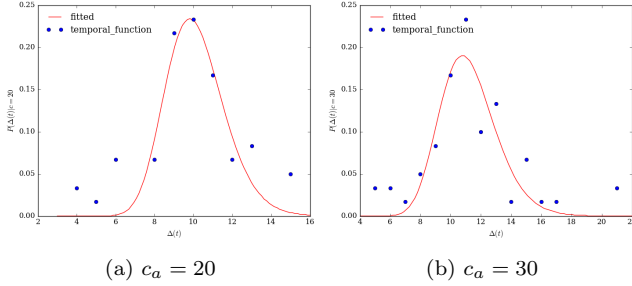 0.25
0.20
0.15
0.10
0.05
0.00
P(Δ(t)|c=20
fitted
temporal_function
2 4 6 8 10 12 14 16
Δ(t)
(a) c_a = 20
0.25
0.20
0.15
0.10
0.05
0.00
P(Δ(t)|c=30
fitted
temporal_function
4 6 8 10 12 14 16 18 20 22
Δ(t)
(b) c_a = 30